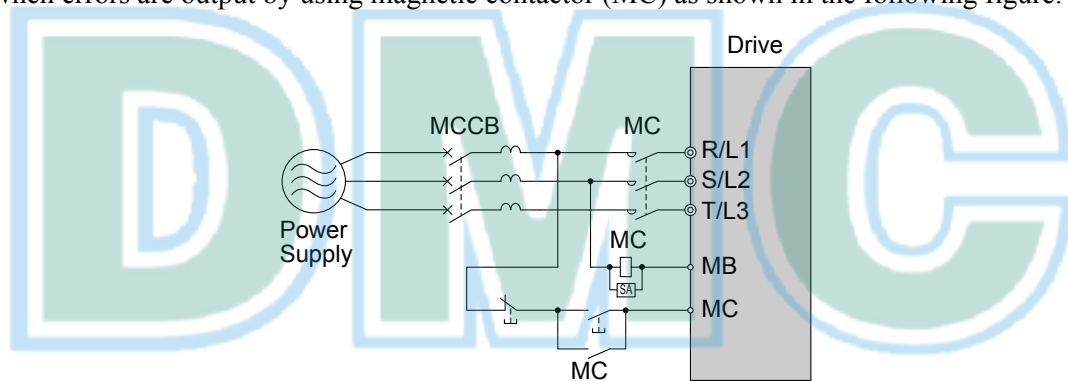 when errors are output by using magnetic contactor (MC) as shown in the following figure.
DMC
Drive
MCCB
MC
R/L1
S/L2
T/L3
Power
Supply
MC
MB
SA
MC
MC